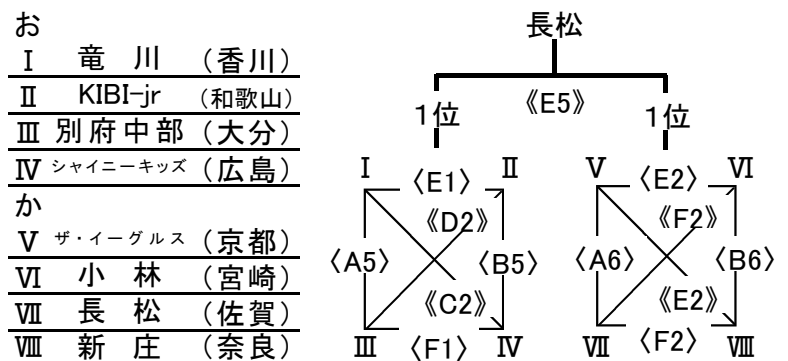 お
Ⅰ 竜川 (香川)
Ⅱ KIBI-jr (和歌山)
Ⅲ 別府中部 (大分)
Ⅳ シャイニーキッズ (広島)
か
Ⅴ ザ・イーグルス (京都)
Ⅵ 小林 (宮崎)
Ⅶ 長松 (佐賀)
Ⅷ 新庄 (奈良)
長松
《E5》
1位 1位
Ⅰ 〈E1〉 Ⅱ
《D2》
〈A5〉 〈B5〉
《C2》
Ⅲ 〈F1〉 Ⅳ
Ⅴ 〈E2〉 Ⅵ
《F2》
〈A6〉 〈B6〉
《E2》
Ⅶ 〈F2〉 Ⅷ